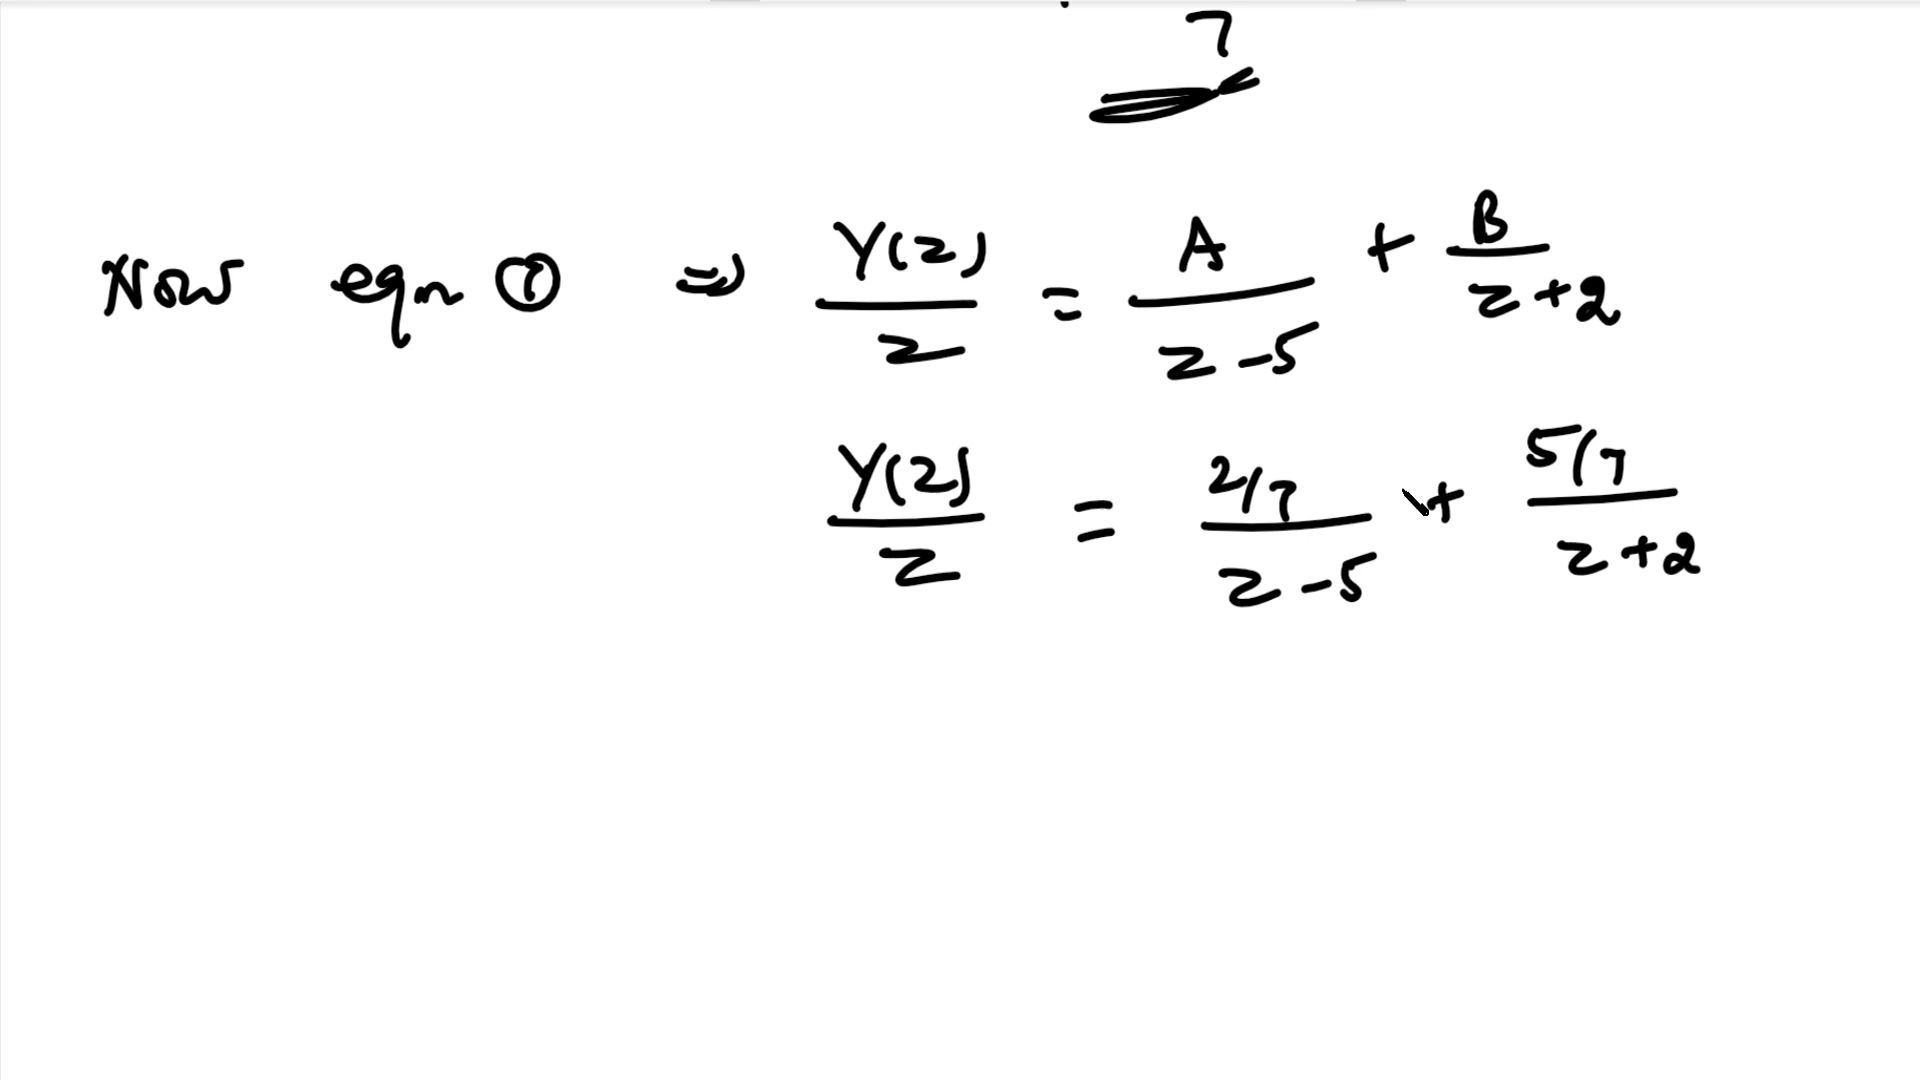 7
Now eqn ① ⇒ Y(z)/z = A/(z-5) + B/(z+2)
Y(z)/z = (2/7)/(z-5) + (5/7)/(z+2)